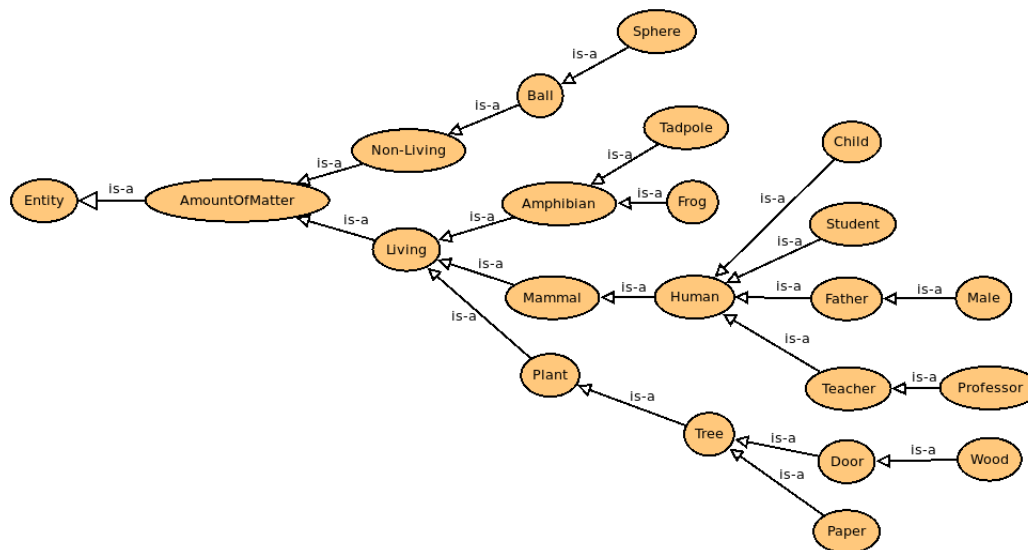 Sphere
is-a
Ball
is-a
Tadpole
Child
Non-Living
is-a
is-a
Entity
is-a
AmountOfMatter
Amphibian
is-a
Frog
is-a
Student
is-a
is-a
Living
is-a
is-a
Mammal
is-a
Human
is-a
Father
is-a
Male
is-a
is-a
Plant
Teacher
is-a
Professor
is-a
Tree
is-a
Door
is-a
Wood
is-a
Paper